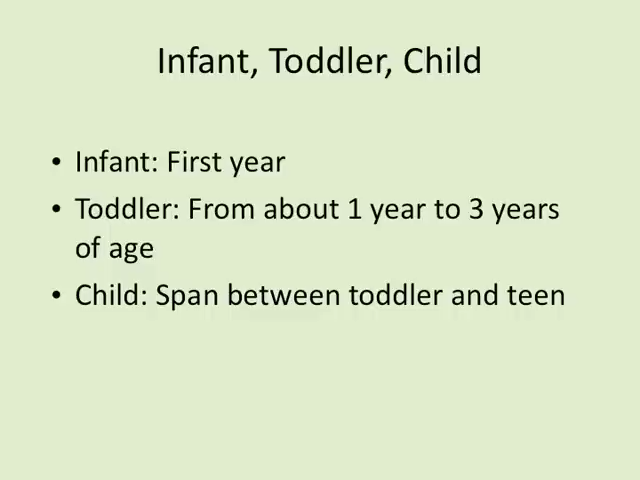 Infant, Toddler, Child
• Infant: First year
• Toddler: From about 1 year to 3 years
of age
• Child: Span between toddler and teen